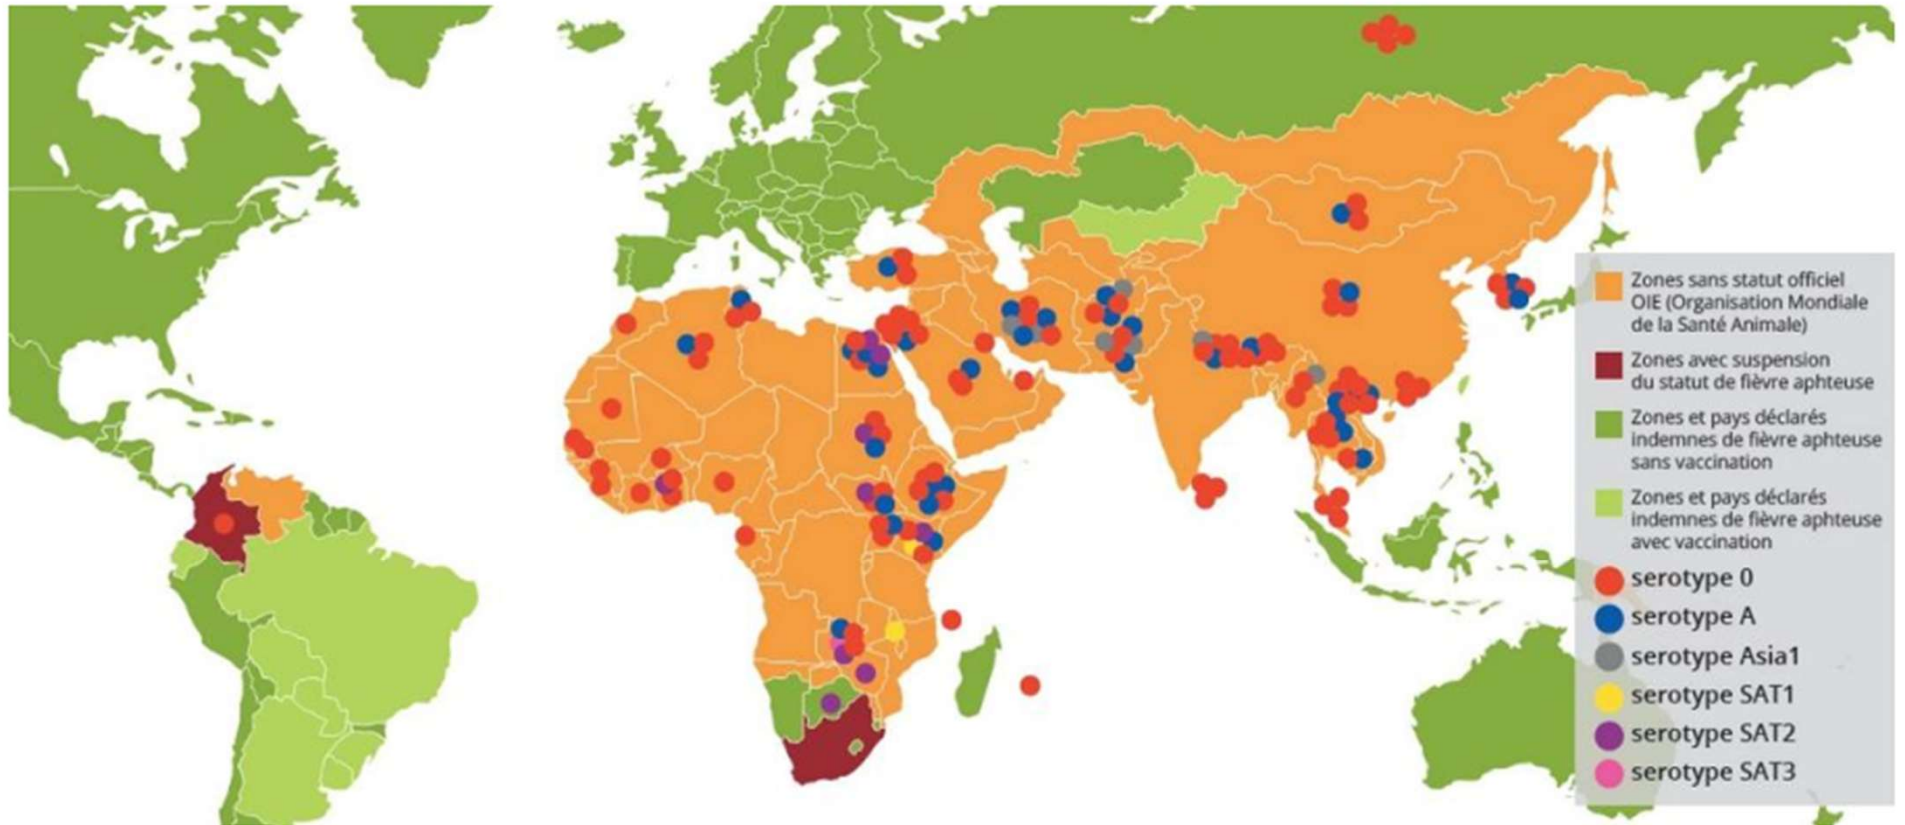 Zones sans statut officiel
OIE (Organisation Mondiale
de la Santé Animale)
Zones avec suspension
du statut de fièvre aphteuse
Zones et pays déclarés
indemnes de fièvre aphteuse
sans vaccination
Zones et pays déclarés
indemnes de fièvre aphteuse
avec vaccination
serotype 0
serotype A
serotype Asia1
serotype SAT1
serotype SAT2
serotype SAT3